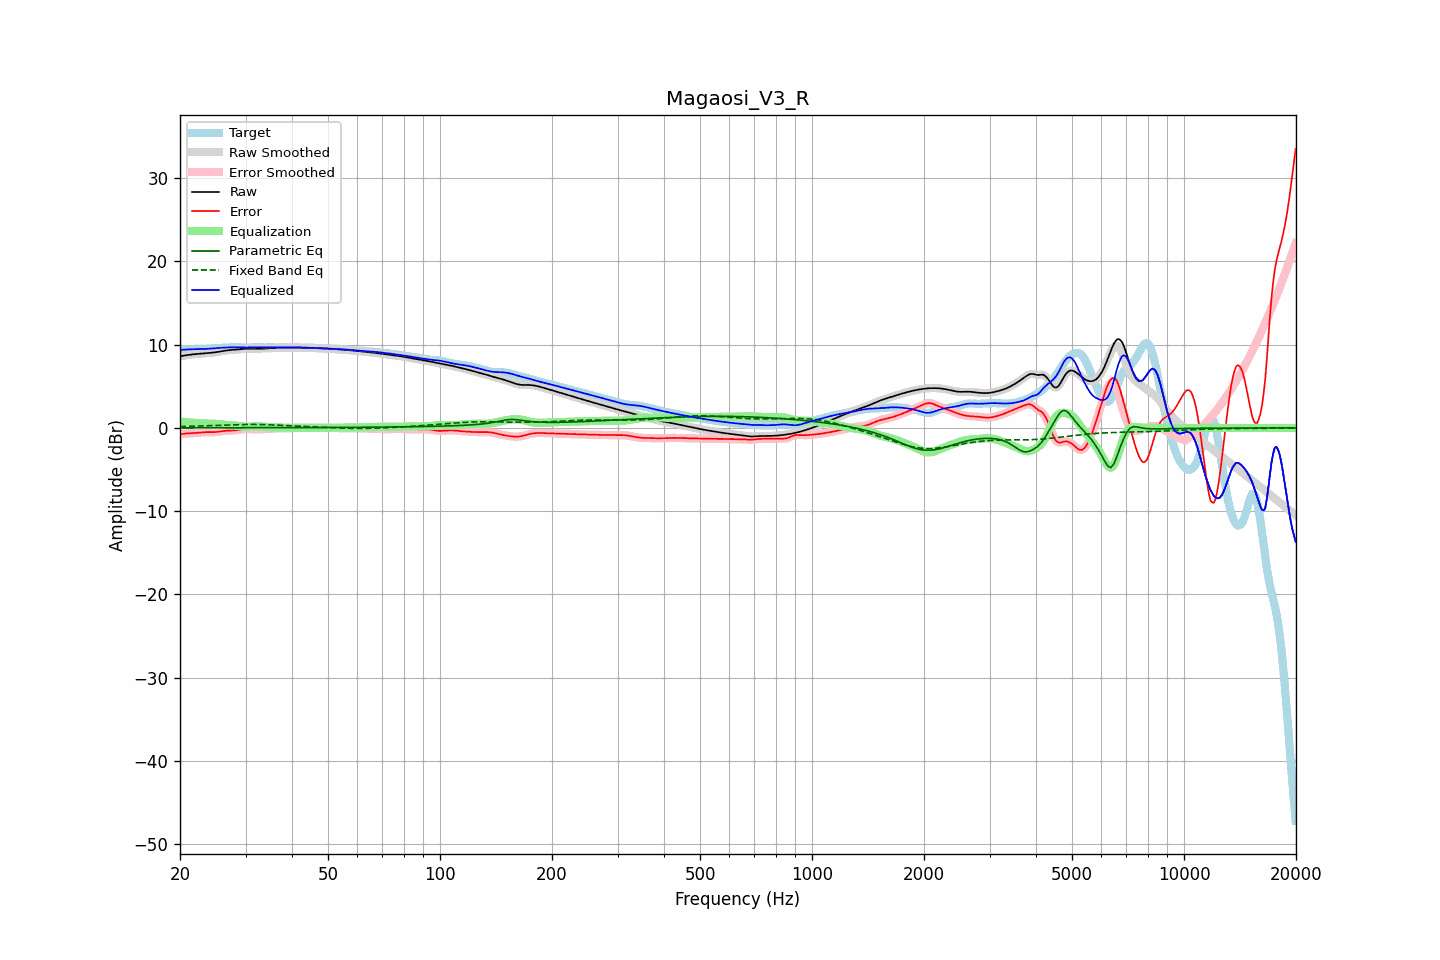 Magaosi_V3_R
Target
Raw Smoothed
Error Smoothed
Raw
Error
Equalization
Parametric Eq
Fixed Band Eq
Equalized
30
20
10
0
−10
−20
−30
−40
−50
Amplitude (dBr)
20
50
100
200
500
1000
2000
5000
10000
20000
Frequency (Hz)